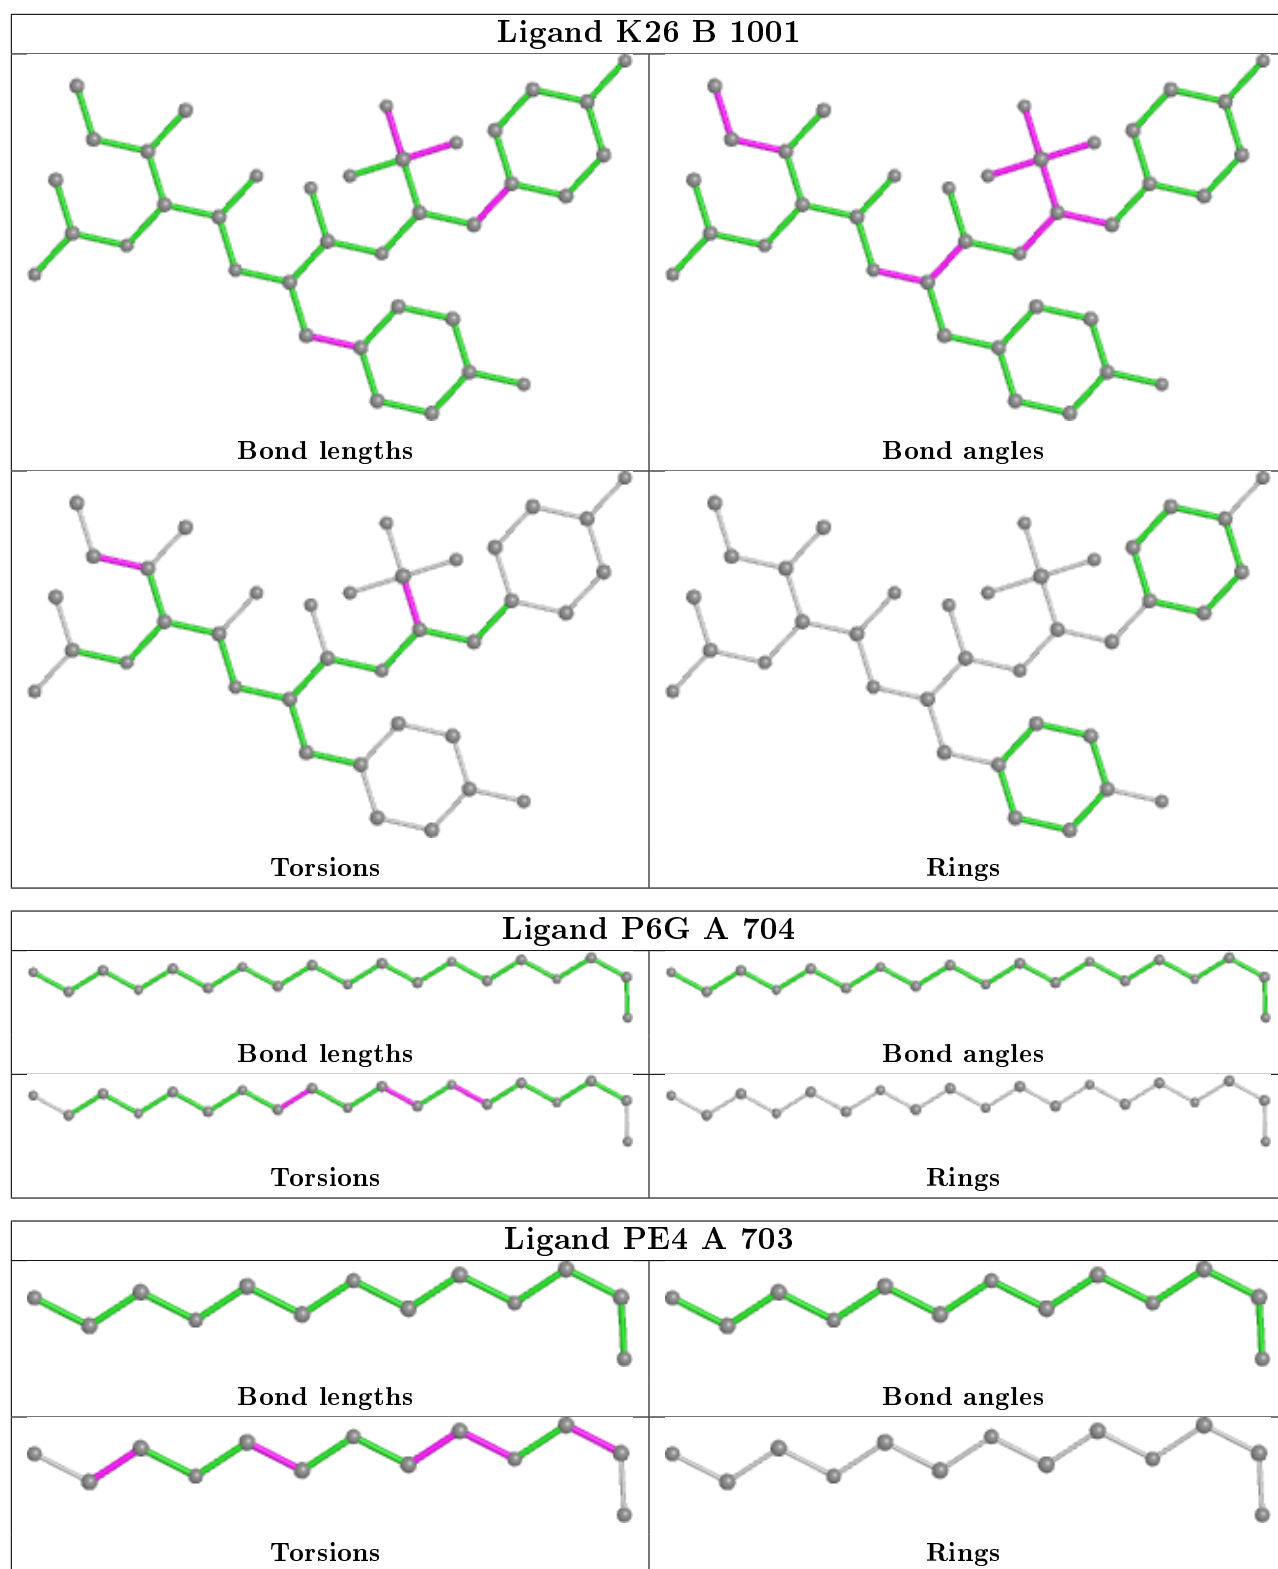 Ligand K26 B 1001
Bond lengths
Bond angles
Torsions
Rings
Ligand P6G A 704
Bond lengths
Bond angles
Torsions
Rings
Ligand PE4 A 703
Bond lengths
Bond angles
Torsions
Rings